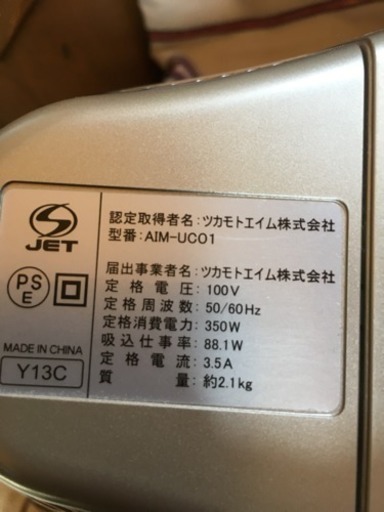 S
JET
認定取得者名:ツカモトエイム株式会社
型番:AIM-UC01
PS
E
届出事業者名:ツカモトエイム株式会社
定格電圧:100V
定格周波数:50/60Hz
定格消費電力:350W
吸込仕事率:88.1W
定格電流:3.5A
質量:約2.1kg
MADE IN CHINA
Y13C